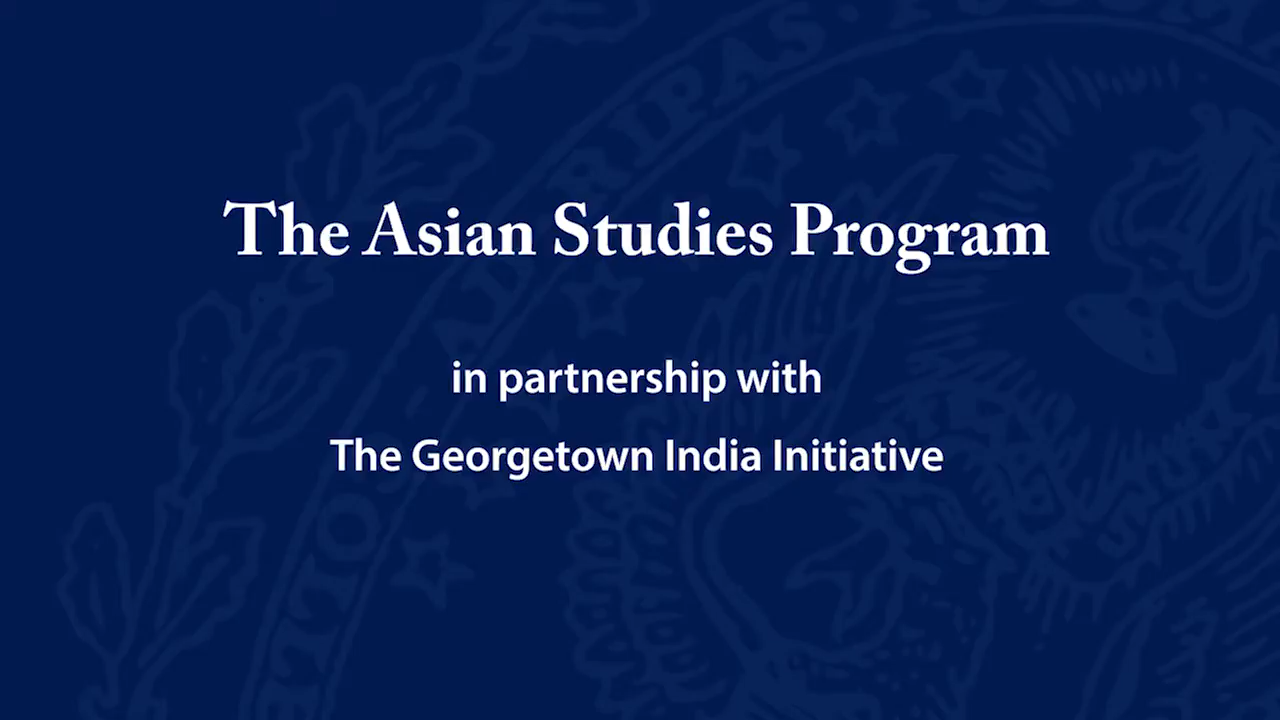 The Asian Studies Program
in partnership with
The Georgetown India Initiative